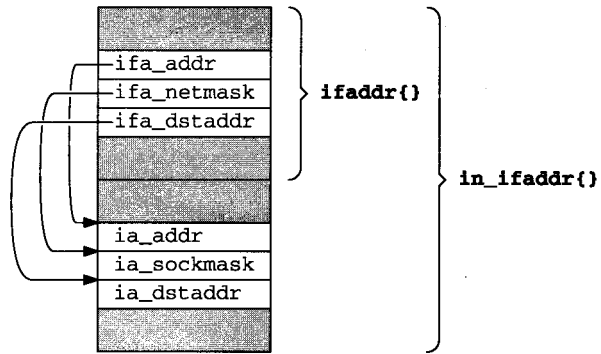 ifa_addr
ifa_netmask
ifa_dstaddr
ifaddr{}
in_ifaddr{}
ia_addr
ia_sockmask
ia_dstaddr